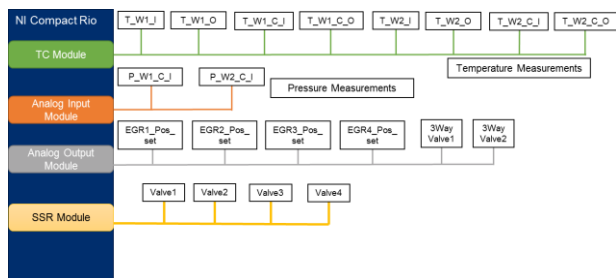 NI Compact Rio
T_W1_I
T_W1_O
T_W1_C_I
T_W1_C_O
T_W2_I
T_W2_O
T_W2_C_I
T_W2_C_O
TC Module
Temperature Measurements
P_W1_C_I
P_W2_C_I
Pressure Measurements
Analog Input
Module
EGR1_Pos_
set
EGR2_Pos_
set
EGR3_Pos_
set
EGR4_Pos_
set
3Way
Valve1
3Way
Valve2
Analog Output
Module
Valve1
Valve2
Valve3
Valve4
SSR Module